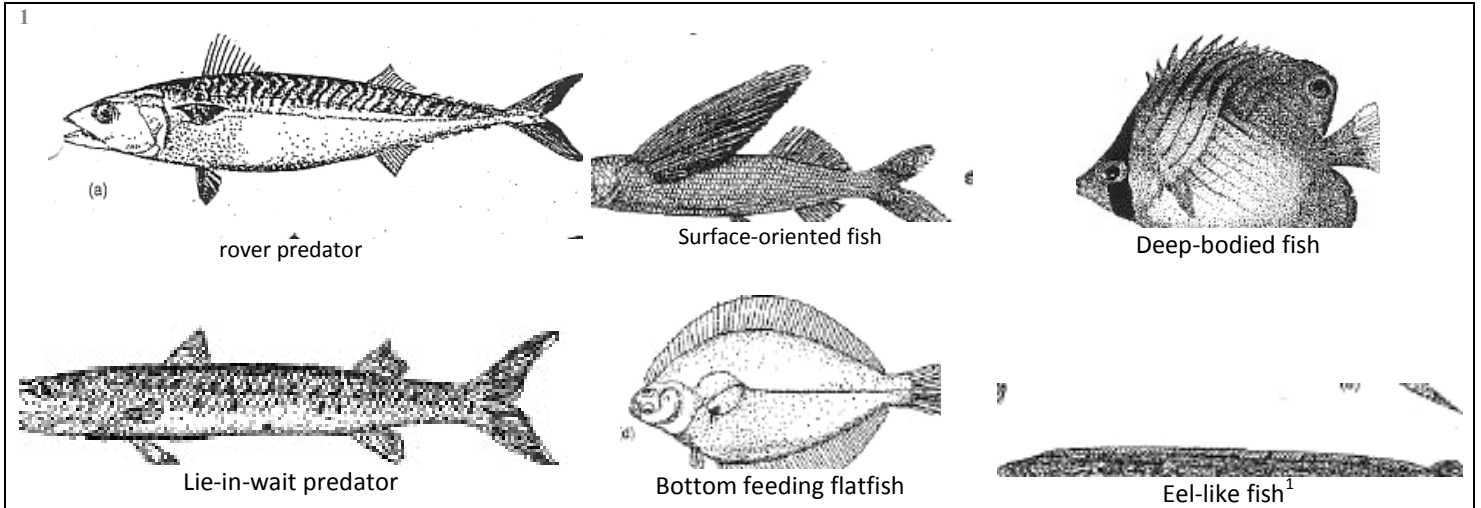 1
(a)
rover predator
Surface-oriented fish
Deep-bodied fish
Lie-in-wait predator
(d)
Bottom feeding flatfish
Eel-like fish¹